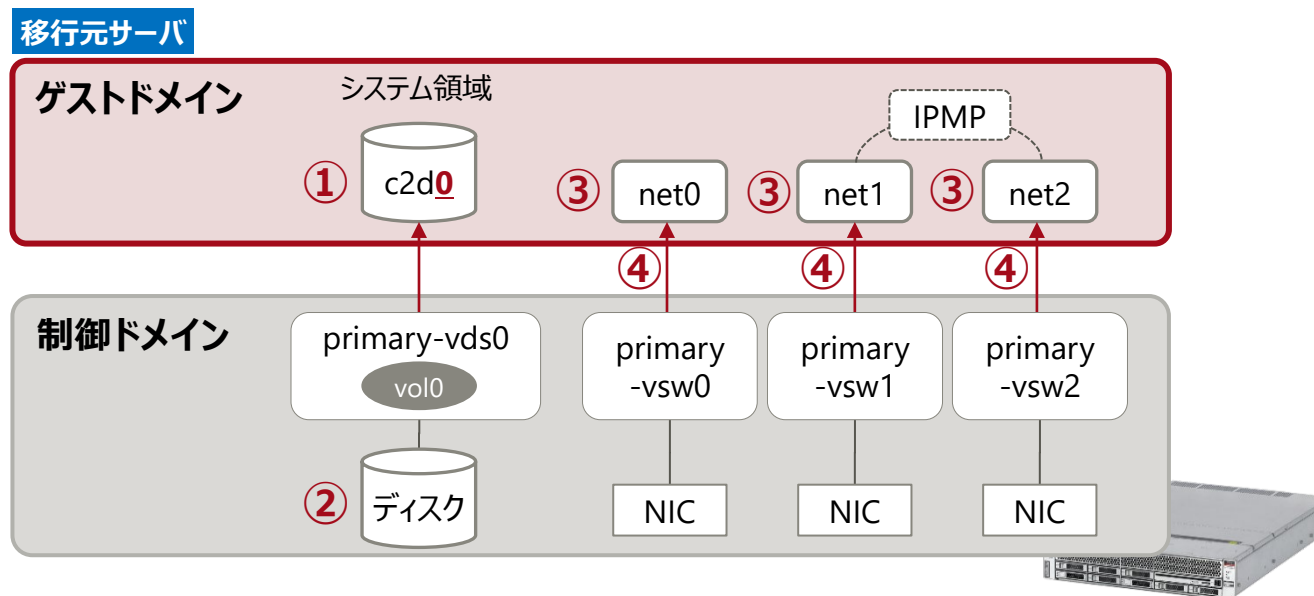 移行元サーバ
ゲストドメイン
システム領域
IPMP
① c2d0
③ net0
③ net1
③ net2
④
④
④
制御ドメイン
primary-vds0
vol0
primary
-vsw0
primary
-vsw1
primary
-vsw2
② ディスク
NIC
NIC
NIC